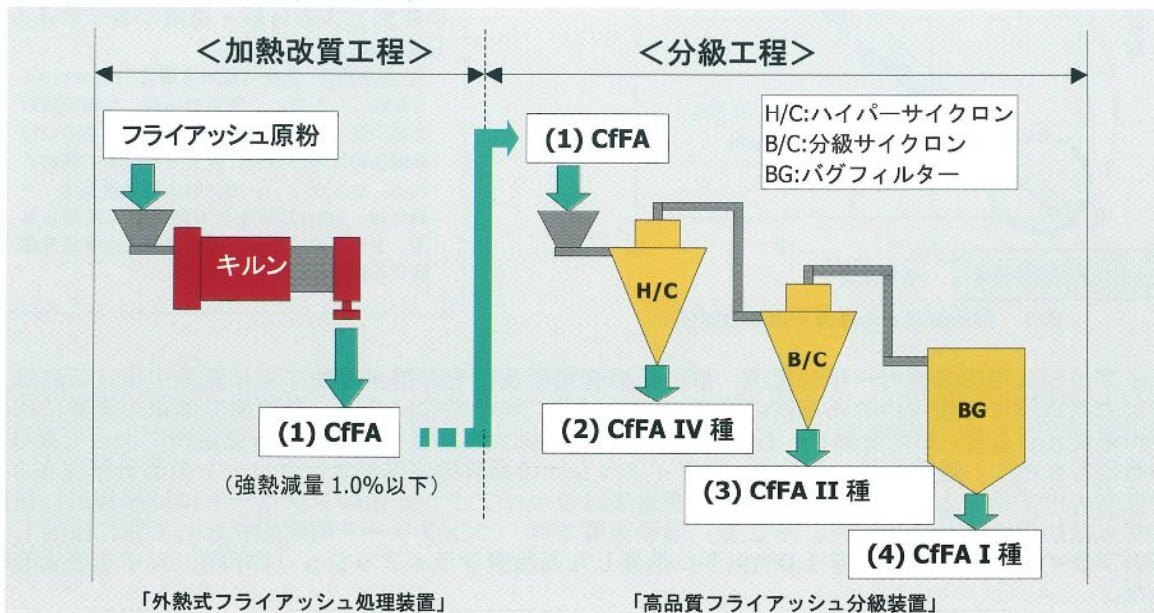 ＜加熱改質工程＞
＜分級工程＞
フライアッシュ原粉
キルン
(1) CfFA
(強熱減量 1.0%以下)
「外熱式フライアッシュ処理装置」
(1) CfFA
H/C:ハイパーサイクロン
B/C:分級サイクロン
BG:バグフィルター
H/C
B/C
BG
(2) CfFA IV 種
(3) CfFA II 種
(4) CfFA I 種
「高品質フライアッシュ分級装置」